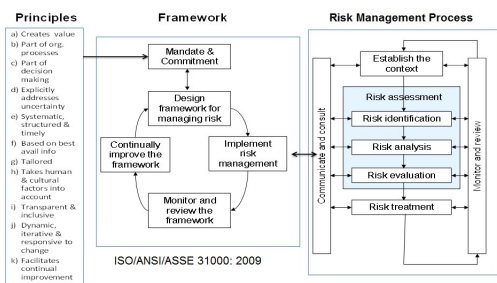 Principles
a) Creates value
b) Part of org.
processes
c) Part of
decision
making
d) Explicitly
addresses
uncertainty
e) Systematic,
structured &
timely
f) Based on best
avail info
g) Tailored
h) Takes human
& cultural
factors into
account
i) Transparent &
inclusive
j) Dynamic,
iterative &
responsive to
change
k) Facilitates
continual
improvement
Framework
Mandate &
Commitment
Design
framework for
managing risk
Continually
improve the
framework
Implement
risk
management
Monitor and
review the
framework
ISO/ANSI/ASSE 31000: 2009
Risk Management Process
Establish the
context
Risk assessment
Risk identification
Risk analysis
Risk evaluation
Risk treatment
Communicate and consult
Monitor and review